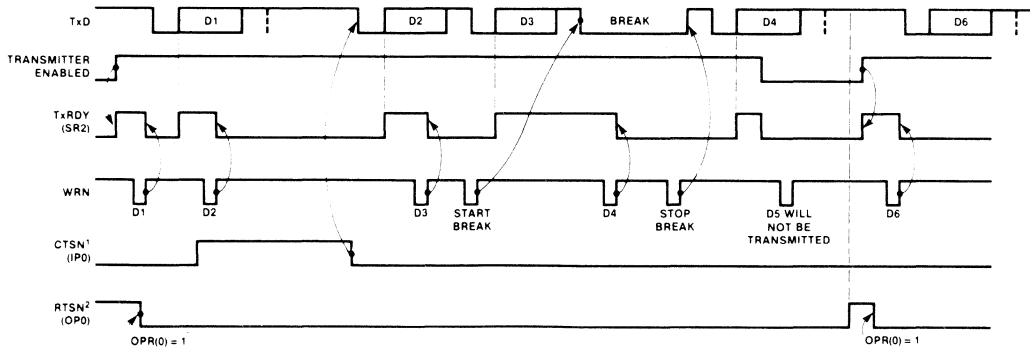 TxD D1 D2 D3 BREAK D4 D6
TRANSMITTER
ENABLED
TxRDY
(SR2)
WRN
D1 D2 D3 START
BREAK D4 STOP
BREAK D5 WILL
NOT BE
TRANSMITTED D6
CTSN¹
(IP0)
RTSN²
(OP0)
OPR(0) = 1 OPR(0) = 1